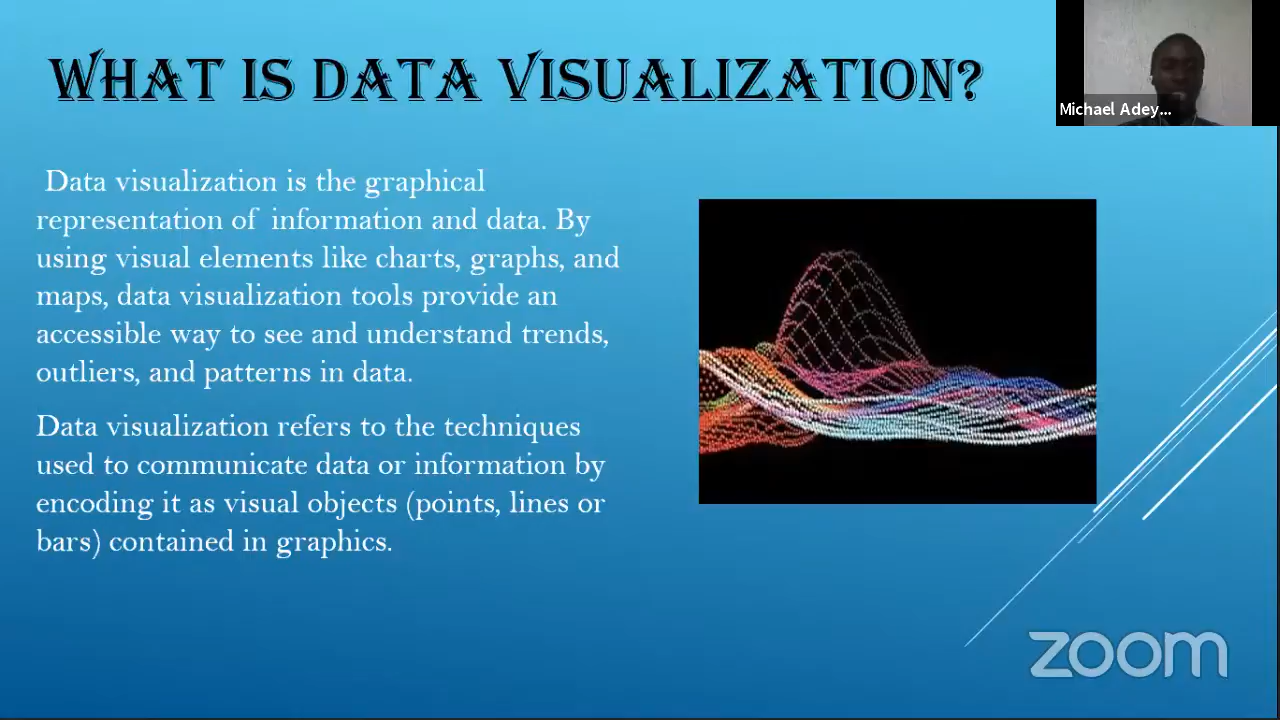 WHAT IS DATA VISUALIZATION?
Michael Adey...
Data visualization is the graphical
representation of information and data. By
using visual elements like charts, graphs, and
maps, data visualization tools provide an
accessible way to see and understand trends,
outliers, and patterns in data.
Data visualization refers to the techniques
used to communicate data or information by
encoding it as visual objects (points, lines or
bars) contained in graphics.
zoom